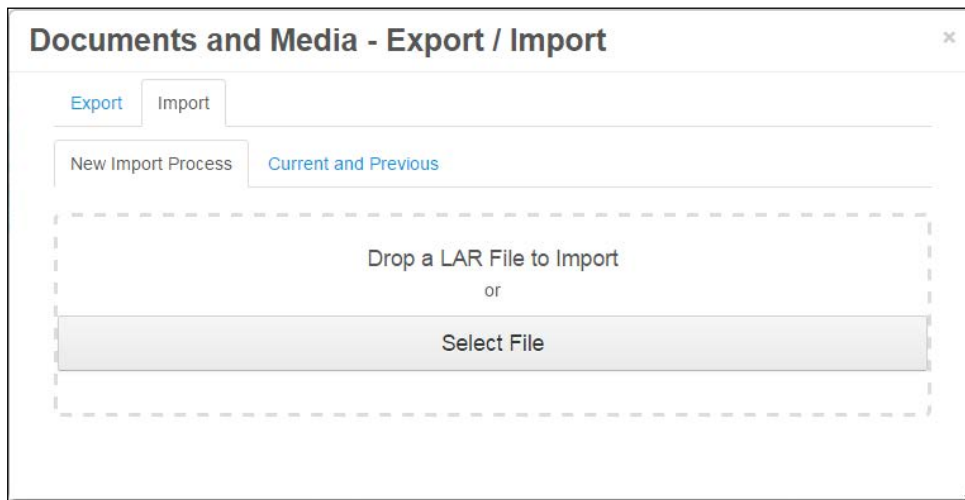 Documents and Media - Export / Import ×
Export Import
New Import Process Current and Previous
Drop a LAR File to Import
or
Select File